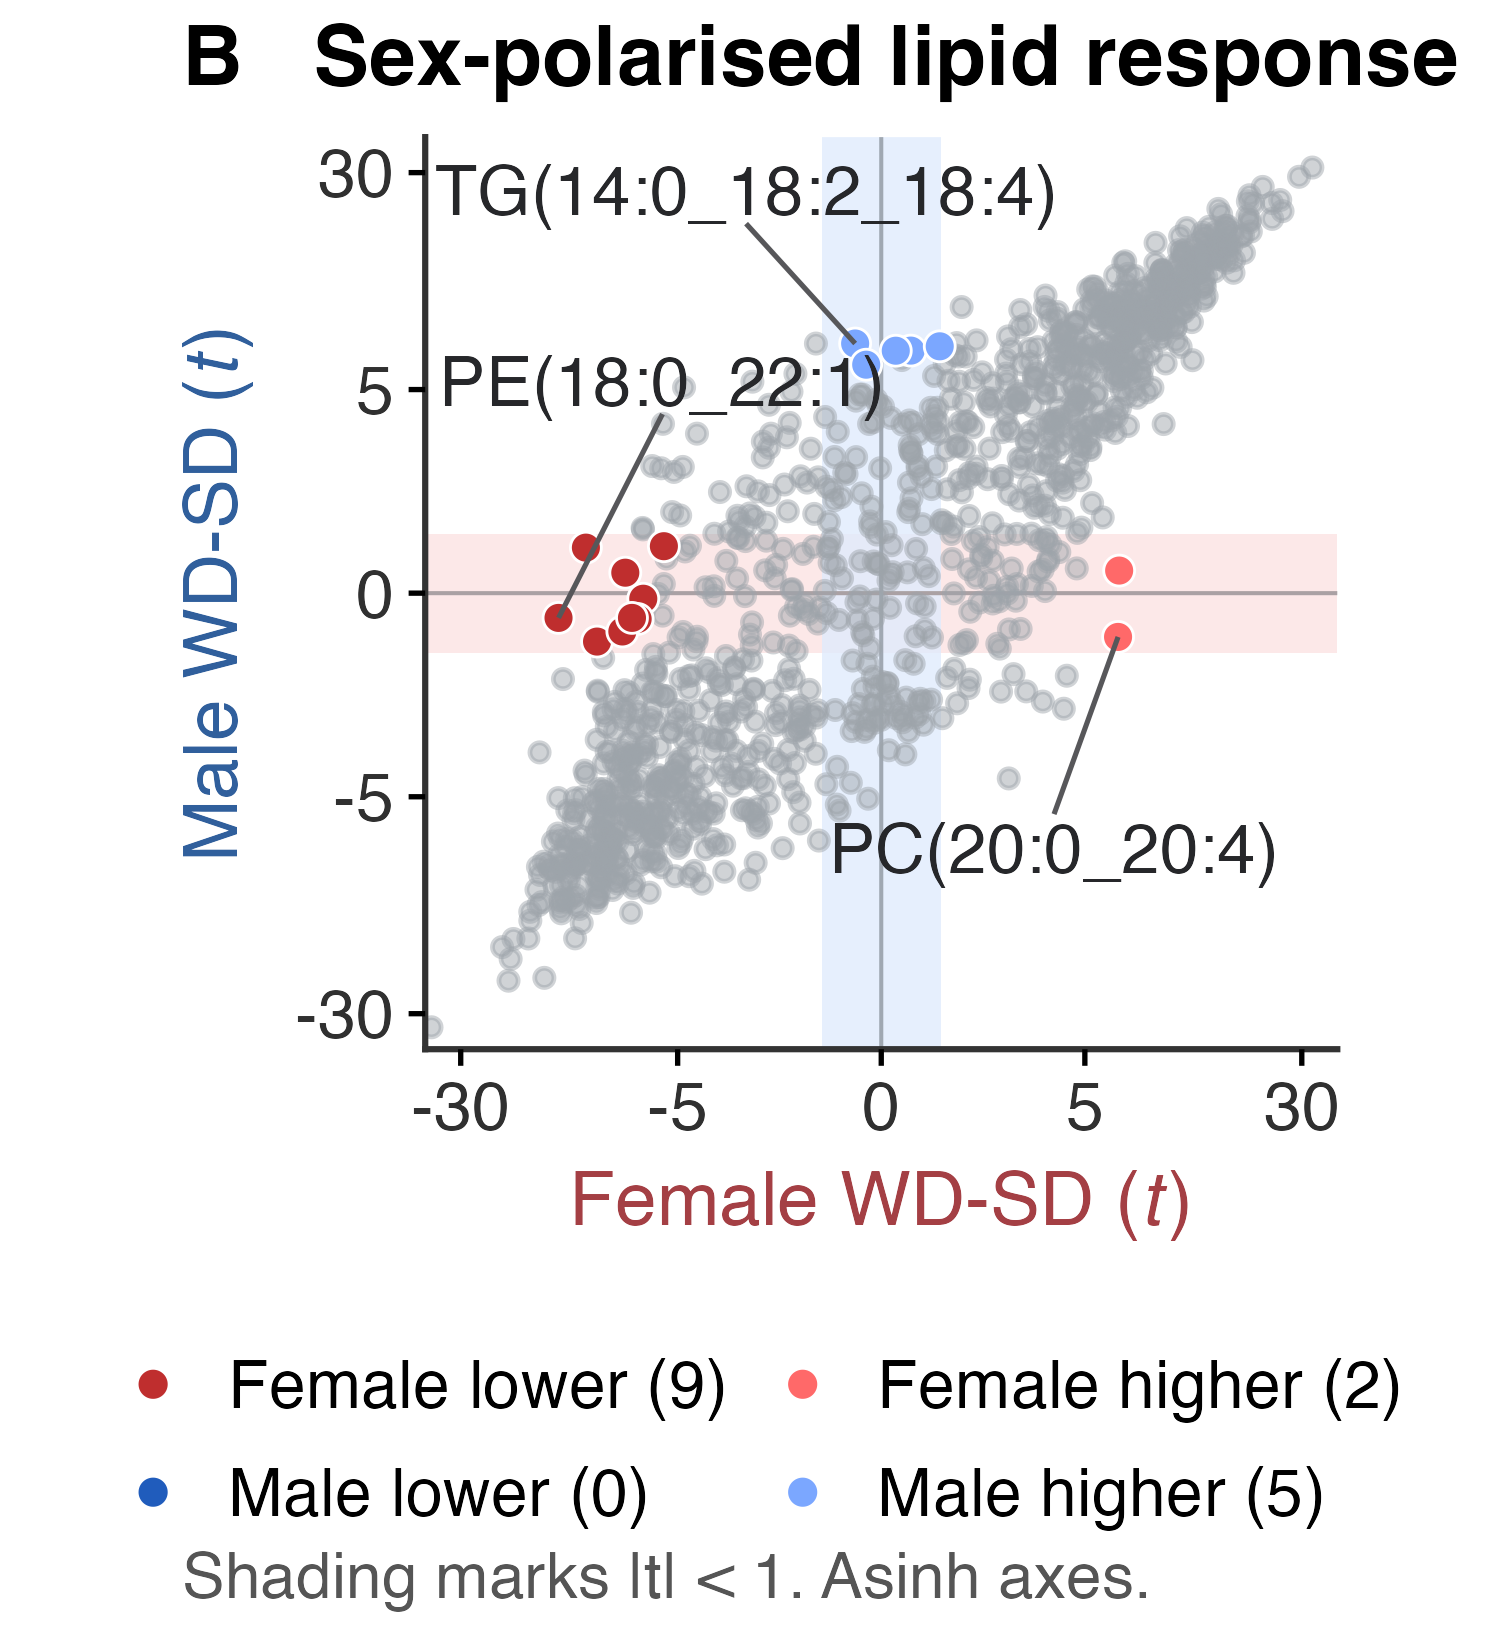 B Sex-polarised lipid response
30
5
0
-5
-30
Male WD-SD (t)
TG(14:0_18:2_18:4)
PE(18:0_22:1)
PC(20:0_20:4)
-30 -5 0 5 30
Female WD-SD (t)
Female lower (9) Female higher (2)
Male lower (0) Male higher (5)
Shading marks |t| < 1. Asinh axes.